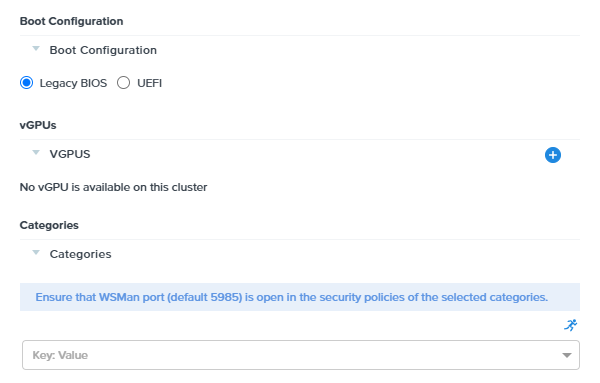 Boot Configuration
Boot Configuration
Legacy BIOS UEFI
vGPUs
VGPUS
No vGPU is available on this cluster
Categories
Categories
Ensure that WSMan port (default 5985) is open in the security policies of the selected categories.
Key: Value